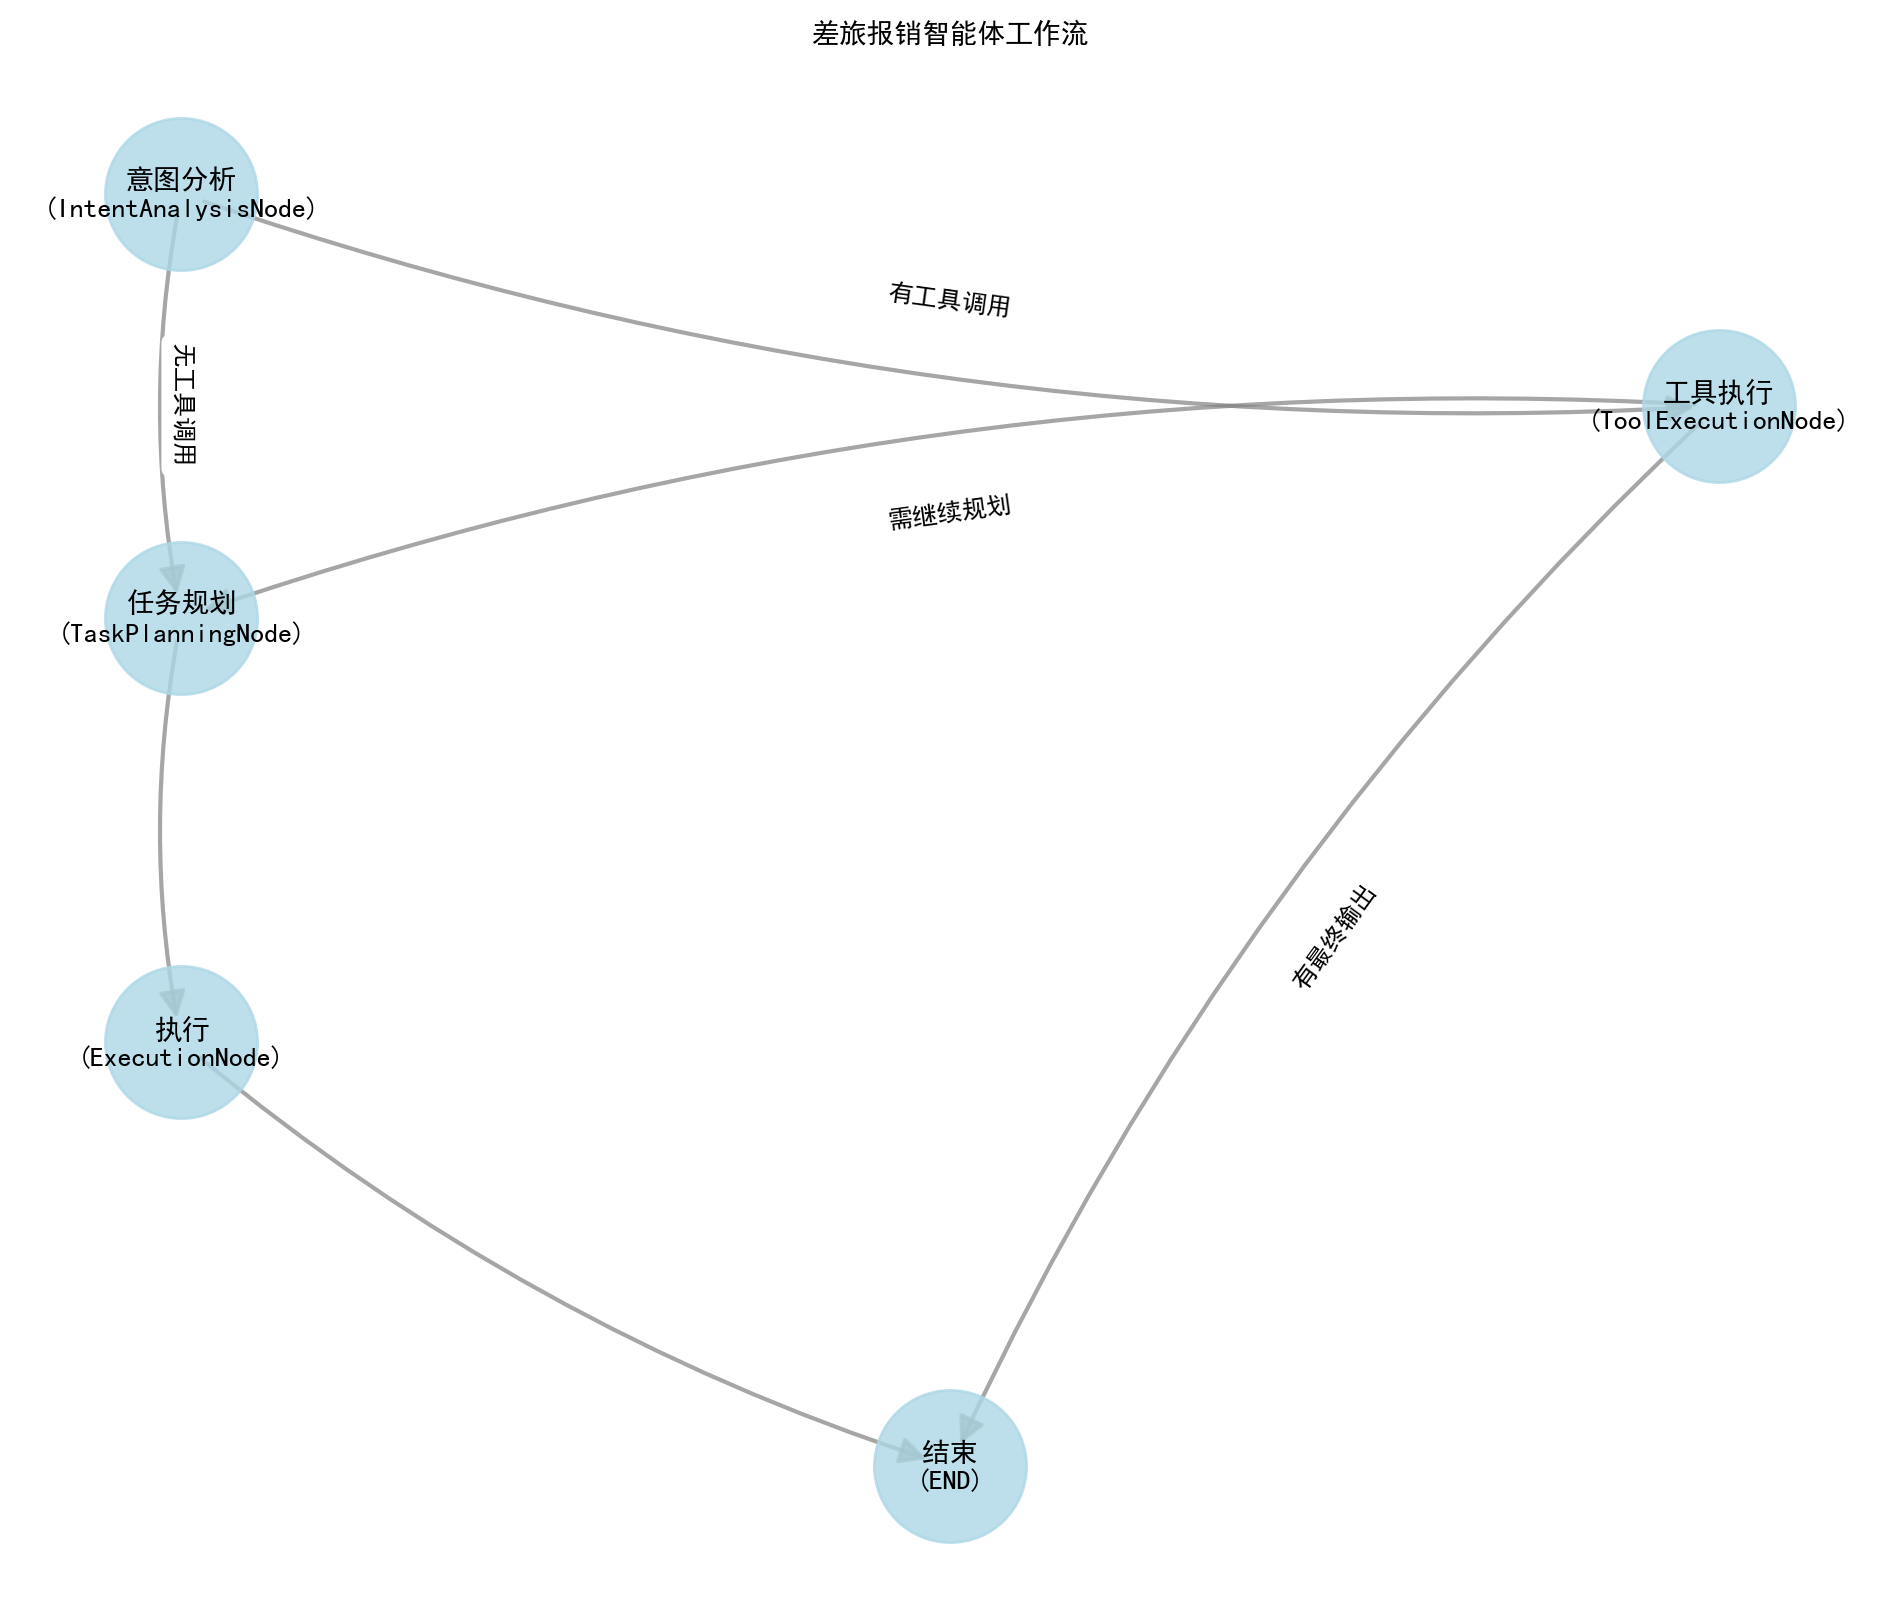 差旅报销智能体工作流
意图分析
(IntentAnalysisNode)
有工具调用
无工具调用
工具执行
(ToolExecutionNode)
需继续规划
任务规划
(TaskPlanningNode)
有最终输出
执行
(ExecutionNode)
结束
(END)